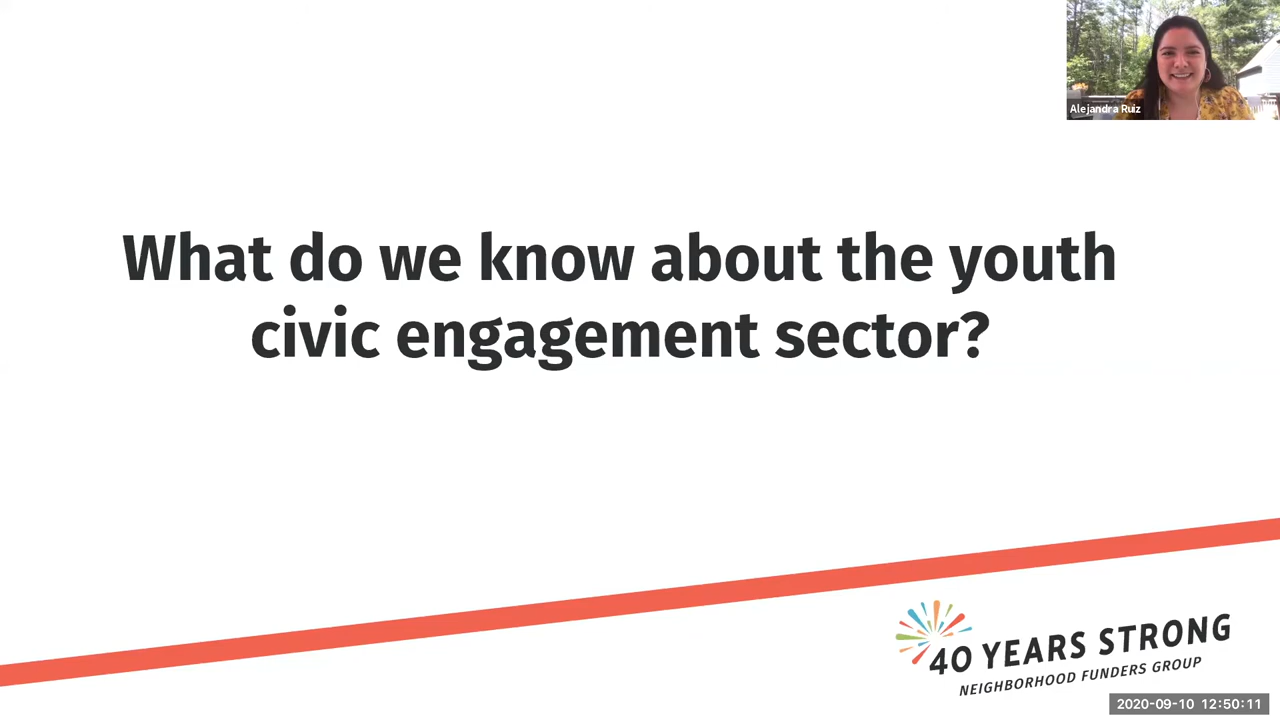 Alejandra Ruiz
What do we know about the youth
civic engagement sector?
40 YEARS STRONG
NEIGHBORHOOD FUNDERS GROUP
2020-09-10 12:50:11